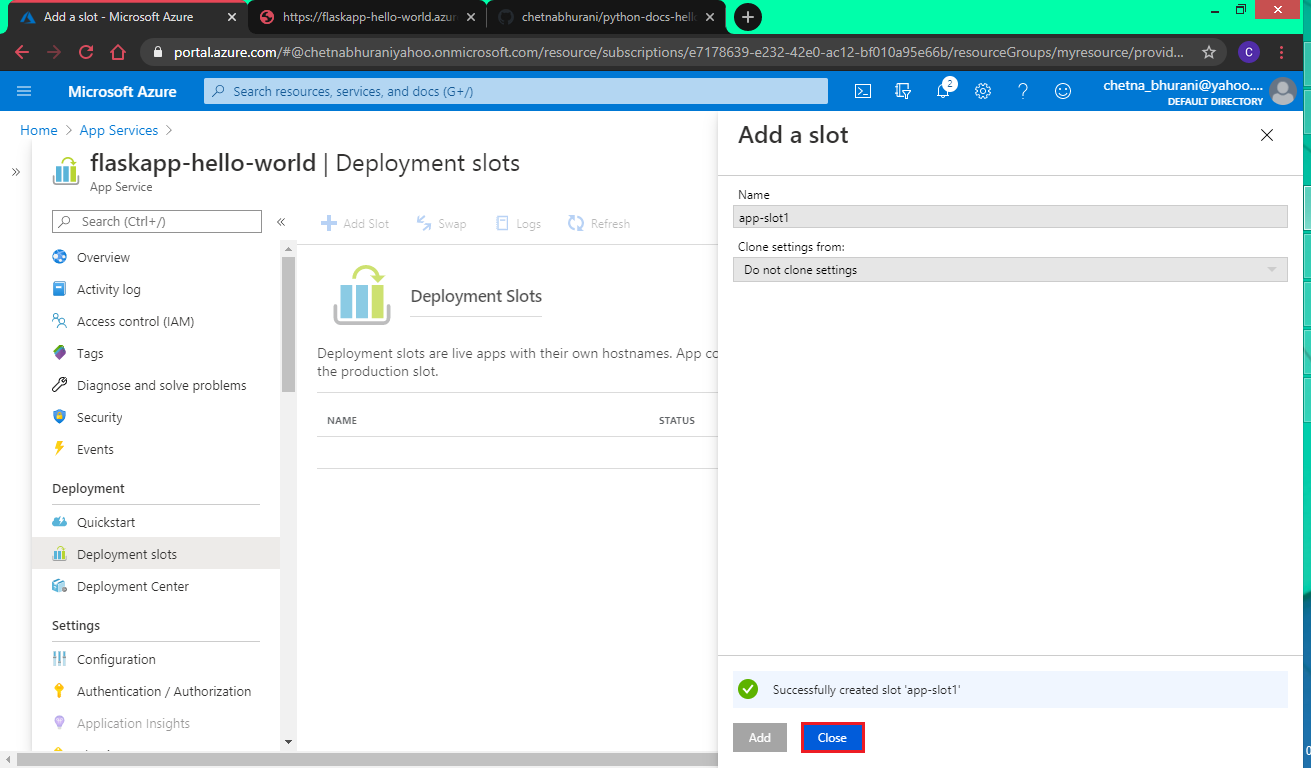 Add a slot - Microsoft Azure
https://flaskapp-hello-world.azur
chetnabhurani/python-docs-hell
portal.azure.com/#@chetnabhuraniyahoo.onmicrosoft.com/resource/subscriptions/e7178639-e232-42e0-ac12-bf010a95e66b/resourceGroups/myresource/provid...
C
Microsoft Azure
Search resources, services, and docs (G+/)
2
chetna_bhurani@yahoo....
DEFAULT DIRECTORY
Home > App Services >
flaskapp-hello-world | Deployment slots
App Service
Search (Ctrl+/)
Overview
Activity log
Access control (IAM)
Tags
Diagnose and solve problems
Security
Events
Deployment
Quickstart
Deployment slots
Deployment Center
Settings
Configuration
Authentication / Authorization
Application Insights
Add Slot
Swap
Logs
Refresh
Deployment Slots
Deployment slots are live apps with their own hostnames. App co
the production slot.
NAME
STATUS
Add a slot
Name
app-slot1
Clone settings from:
Do not clone settings
Successfully created slot 'app-slot1'
Add
Close